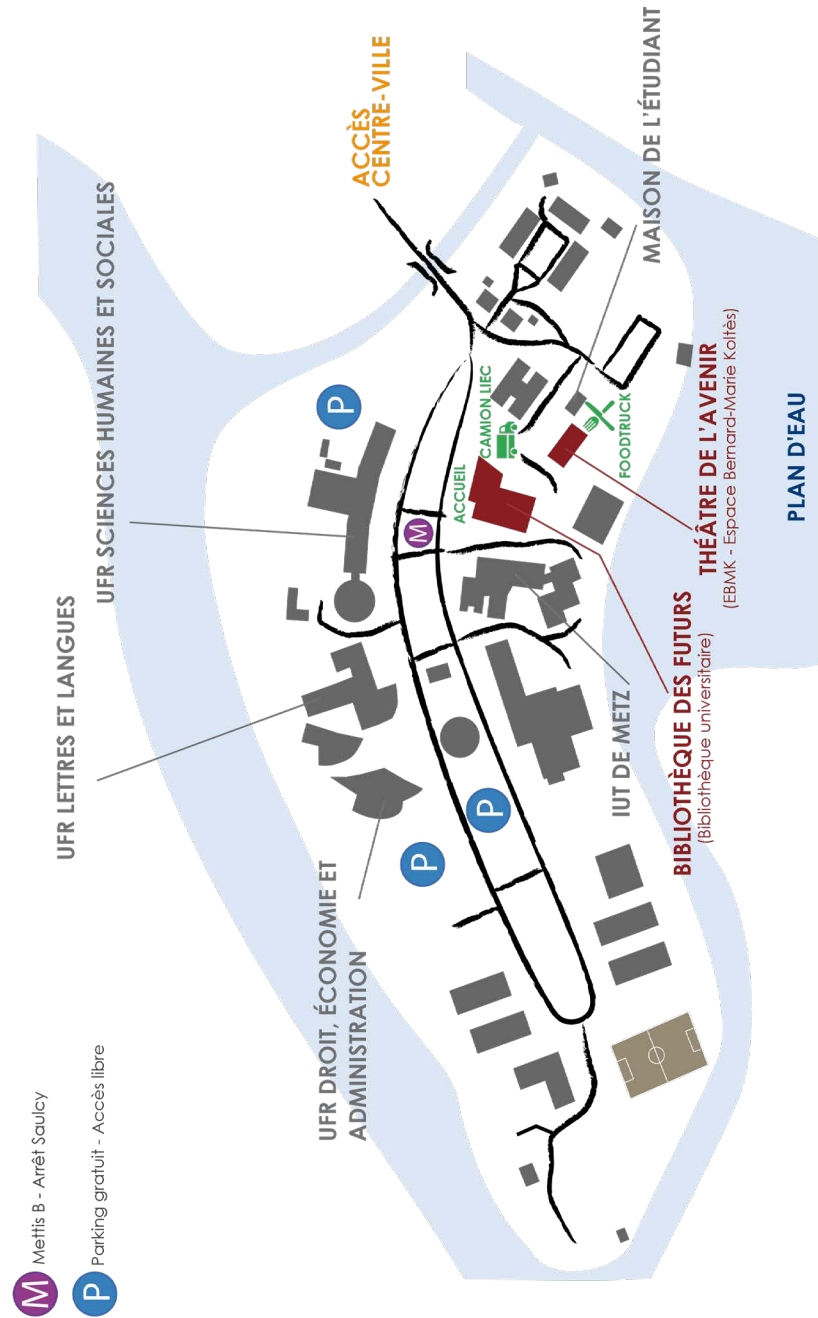 M Mettis B - Arrêt Saulcy
P Parking gratuit - Accès libre
UFR LETTRES ET LANGUES
UFR SCIENCES HUMAINES ET SOCIALES
ACCÈS
CENTRE-VILLE
UFR DROIT, ÉCONOMIE ET
ADMINISTRATION
P
P
P
M
ACCUEIL
CAMION LIEC
FOODTRUCK
MAISON DE L'ÉTUDIANT
IUT DE METZ
BIBLIOTHÈQUE DES FUTURS
(Bibliothèque universitaire)
THÉÂTRE DE L'AVENIR
(EBMK - Espace Bernard-Marie Koltès)
PLAN D'EAU